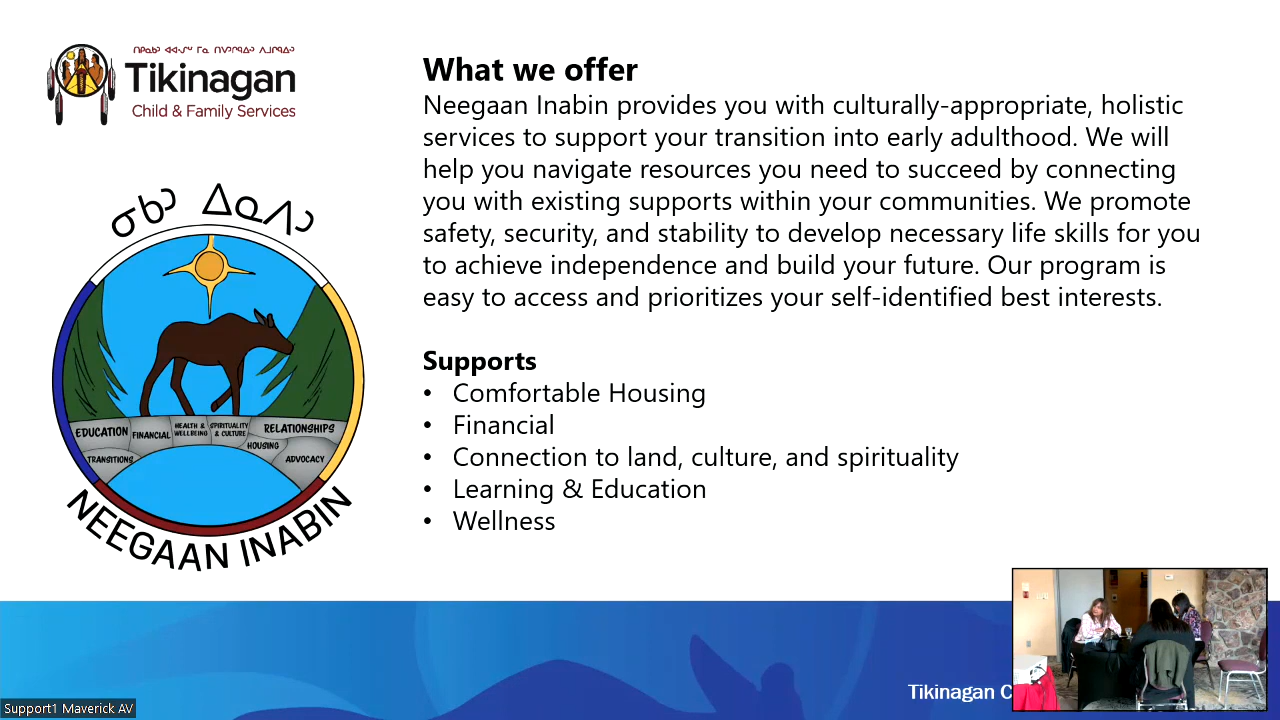 ᑎᑭᓇᑲᐣ
Tikinagan
Child & Family Services
ᓂᑲᐣ ᐃᓇᐱᐣ
EDUCATION
FINANCIAL
HEALTH &
WELLBEING
SPIRITUALITY
& CULTURE
RELATIONSHIPS
HOUSING
TRANSITIONS
ADVOCACY
NEEGAAN INABIN
What we offer
Neegaan Inabin provides you with culturally-appropriate, holistic
services to support your transition into early adulthood. We will
help you navigate resources you need to succeed by connecting
you with existing supports within your communities. We promote
safety, security, and stability to develop necessary life skills for you
to achieve independence and build your future. Our program is
easy to access and prioritizes your self-identified best interests.
Supports
• Comfortable Housing
• Financial
• Connection to land, culture, and spirituality
• Learning & Education
• Wellness
Tikinagan C
Support1 Maverick AV